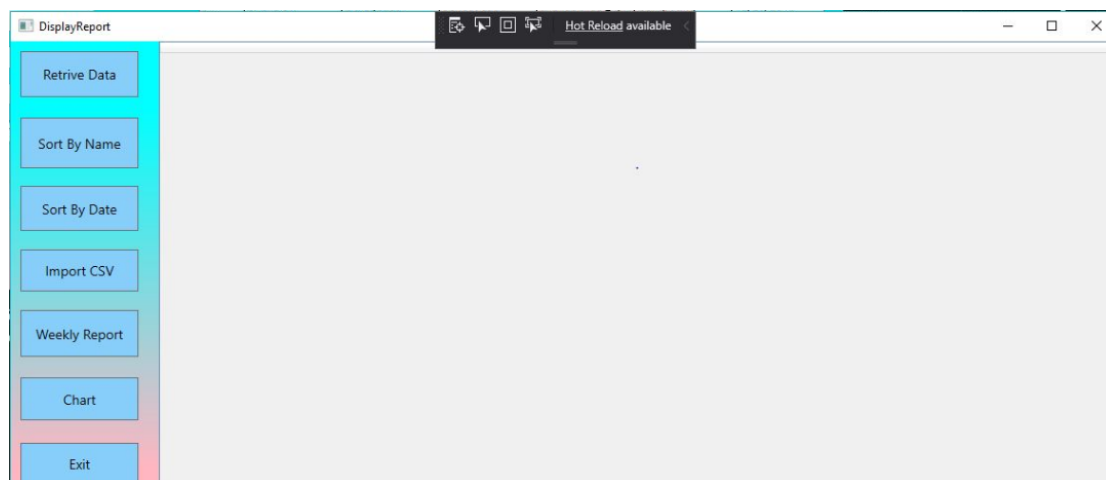 DisplayReport
Hot Reload available
Retrive Data
Sort By Name
Sort By Date
Import CSV
Weekly Report
Chart
Exit